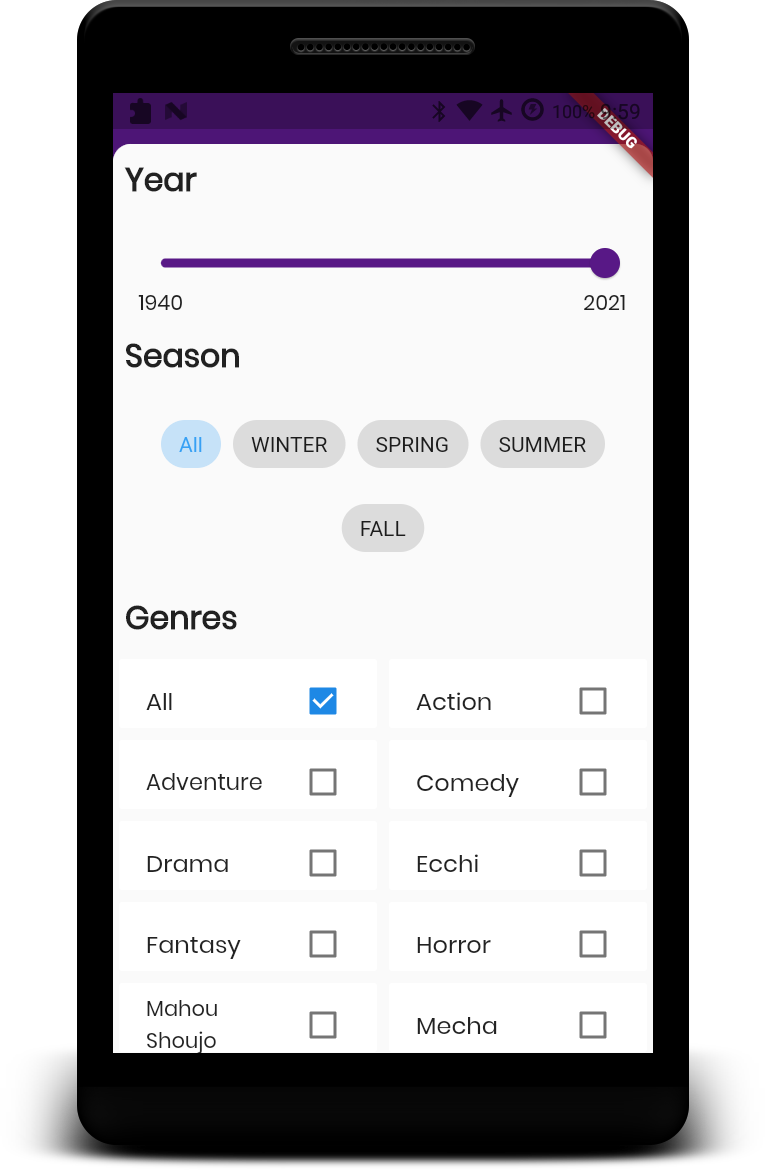 100% 9:59
DEBUG
Year
1940 2021
Season
All WINTER SPRING SUMMER
FALL
Genres
All Action
Adventure Comedy
Drama Ecchi
Fantasy Horror
Mahou
Shoujo
Mecha